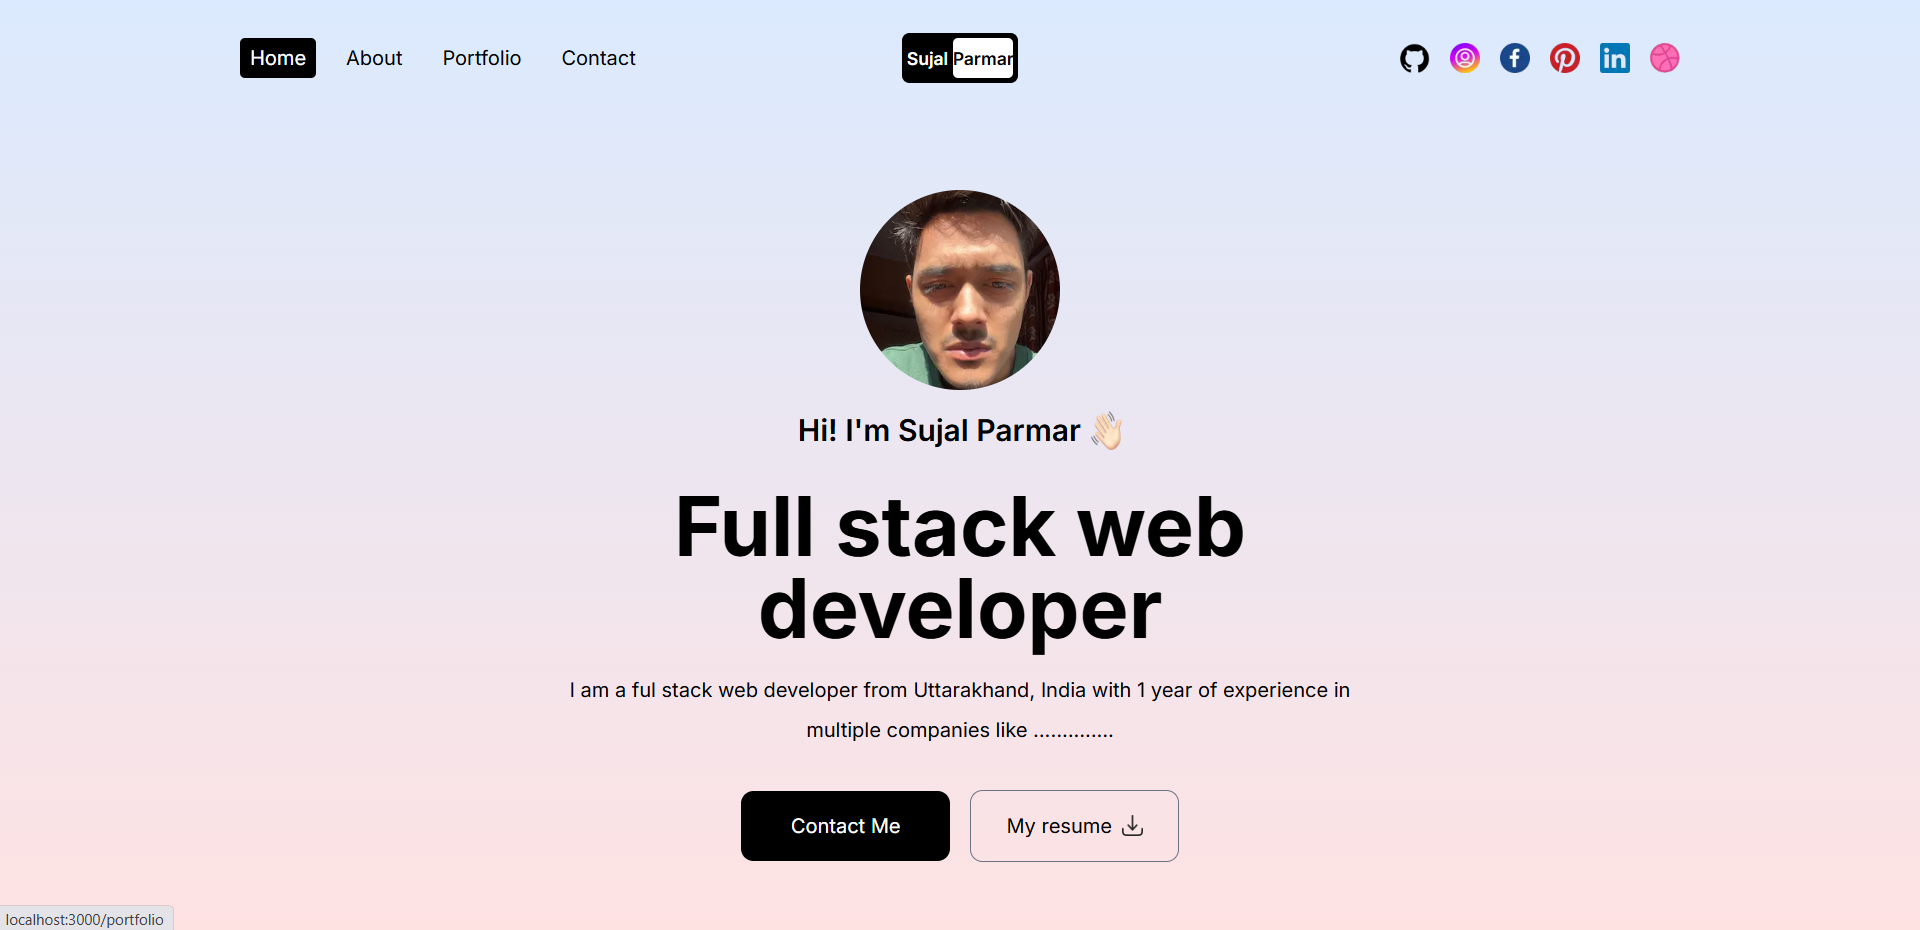 Home About Portfolio Contact
Sujal Parmar
Hi! I'm Sujal Parmar 👋🏻
Full stack web
developer
I am a ful stack web developer from Uttarakhand, India with 1 year of experience in
multiple companies like ..............
Contact Me
My resume
localhost:3000/portfolio